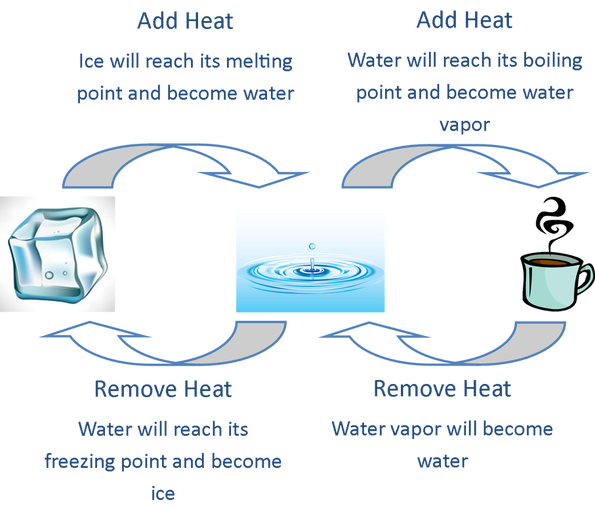 Add Heat
Ice will reach its melting
point and become water
Add Heat
Water will reach its boiling
point and become water
vapor
Remove Heat
Water will reach its
freezing point and become
ice
Remove Heat
Water vapor will become
water